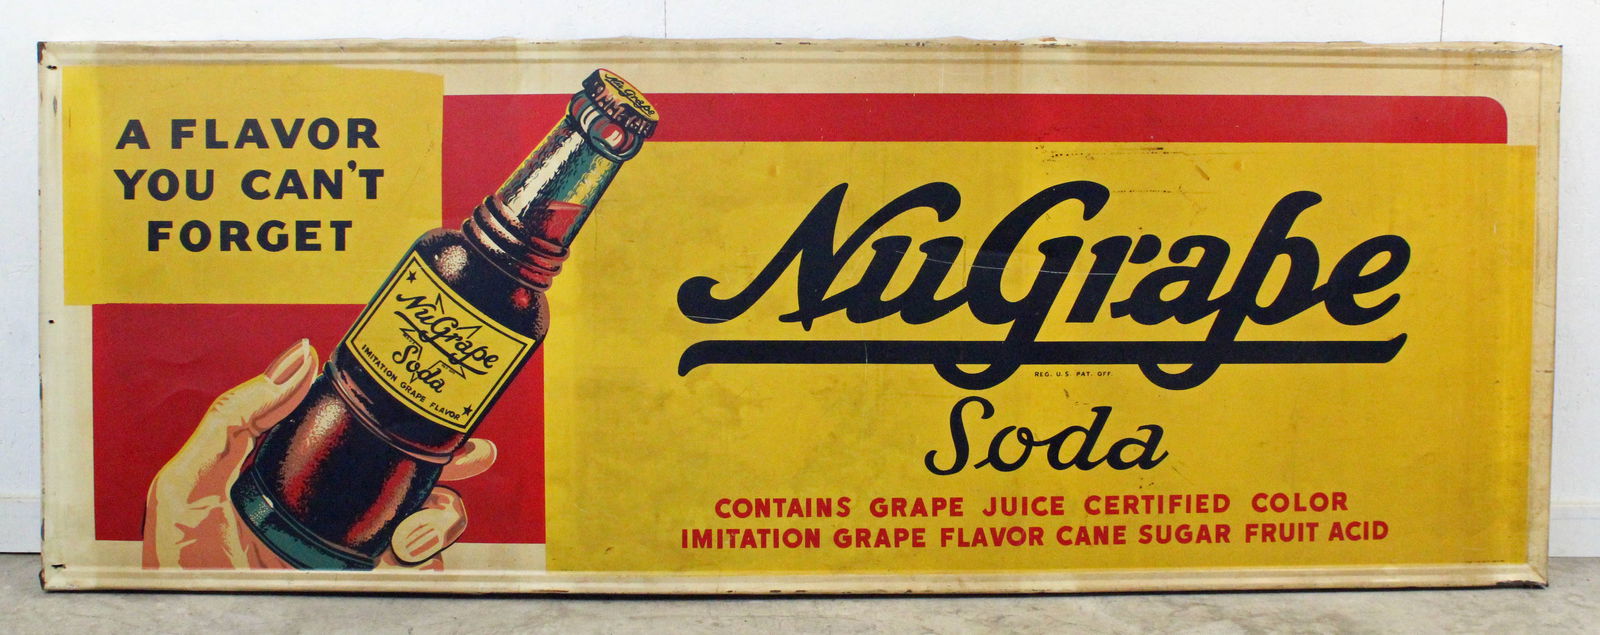 A FLAVOR
YOU CAN'T
FORGET
NuGrape
NuGrape
Soda
IMITATION GRAPE FLAVOR
NuGrape
REG. U.S. PAT. OFF.
Soda
CONTAINS GRAPE JUICE CERTIFIED COLOR
IMITATION GRAPE FLAVOR CANE SUGAR FRUIT ACID